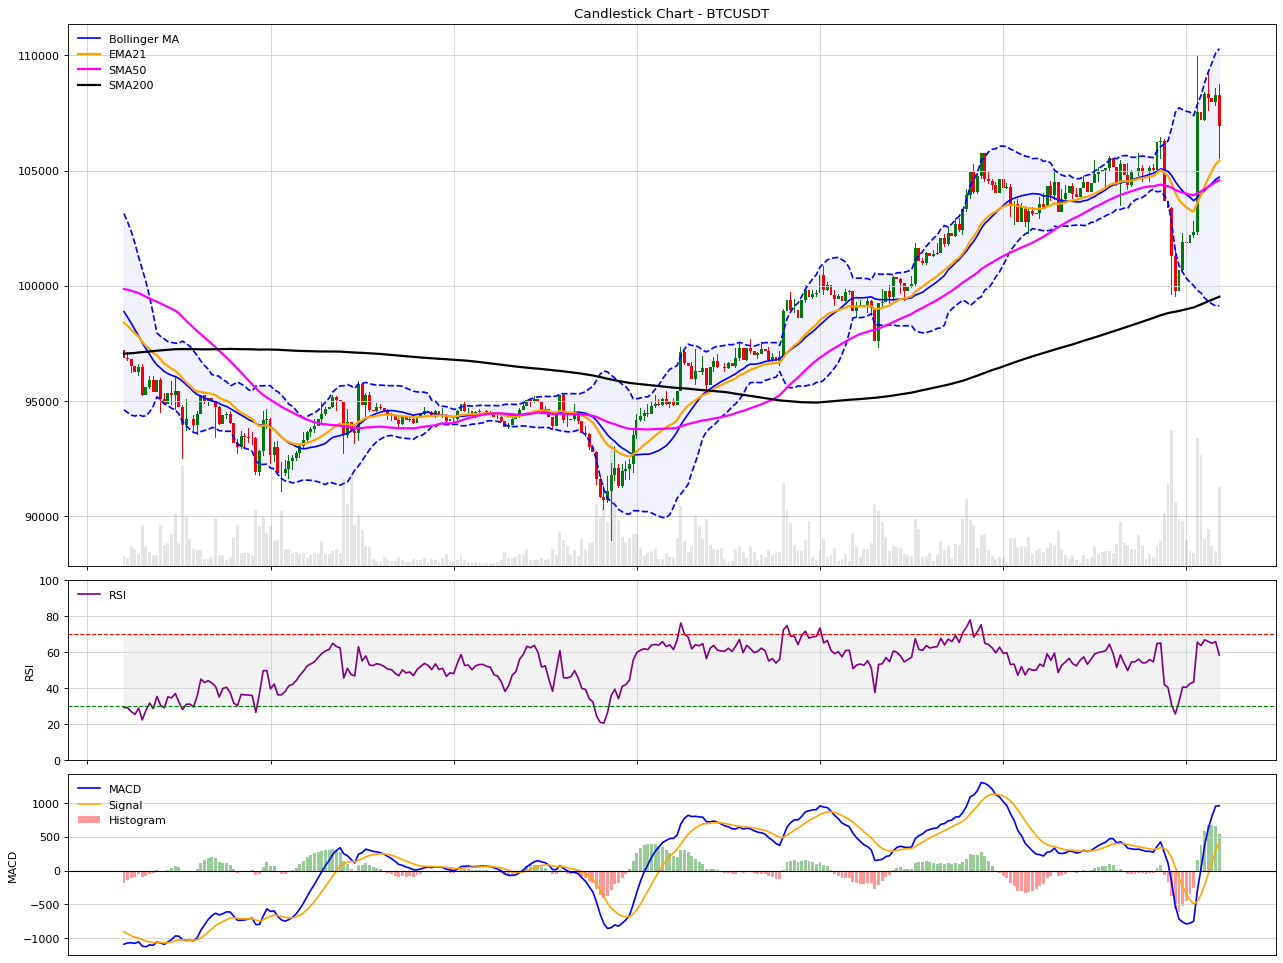 Candlestick Chart - BTCUSDT
Bollinger MA
EMA21
SMA50
SMA200
110000
105000
100000
95000
90000
RSI
100
80
60
40
20
0
RSI
MACD
Signal
Histogram
1000
500
0
−500
−1000
MACD